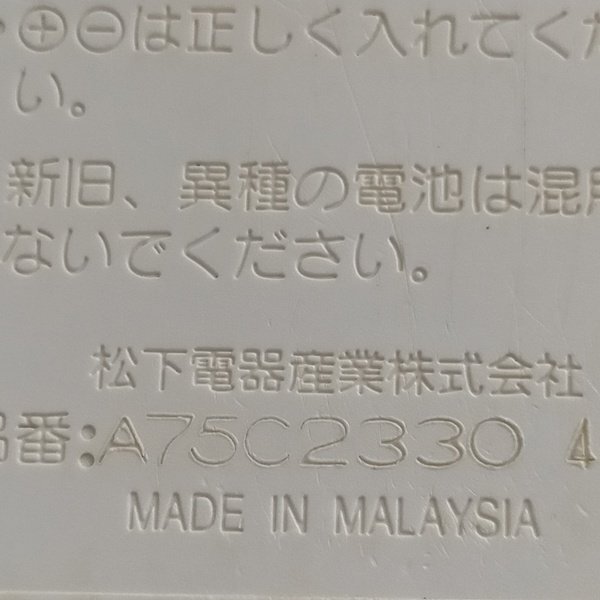 ・⊕⊖は正しく入れてくだ
い。
新旧、異種の電池は混用
ないでください。
松下電器産業株式会社
品番:A75C2330 4
MADE IN MALAYSIA